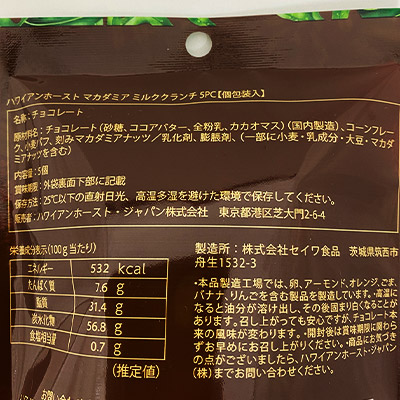 ハワイアンホースト マカダミア ミルククランチ 5PC【個包装入】
名称:チョコレート
原材料名:チョコレート(砂糖、ココアバター、全粉乳、カカオマス)(国内製造)、コーンフレー
ク、小麦パフ、刻みマカダミアナッツ/乳化剤、膨脹剤、(一部に小麦・乳成分・大豆・マカダ
ミアナッツを含む)
内容量:5個
賞味期限:外袋裏面下部に記載
保存方法:25℃以下の直射日光、高温多湿を避けた環境で保存してください。
販売者:ハワイアンホースト・ジャパン株式会社 東京都港区芝大門2-6-4
栄養成分表示(100g当たり)
エネルギー 532 kcal
たんぱく質 7.6 g
脂質 31.4 g
炭水化物 56.8 g
食塩相当量 0.7 g
(推定値)
製造所:株式会社セイワ食品 茨城県筑西市
舟生1532-3
・本品製造工場では、卵、アーモンド、オレンジ、ごま、
バナナ、りんごを含む製品を製造しています。・高温に
なると油分が溶け出し、その後固まり白くなることが
あります。召し上がっても安心ですが、チョコレート本
来の風味が変わります。・開封後は賞味期限に関わら
ずお早めにお召し上がりください。・商品にお気づき
の点がございましたら、ハワイアンホースト・ジャパン
(株)までお問い合わせください。